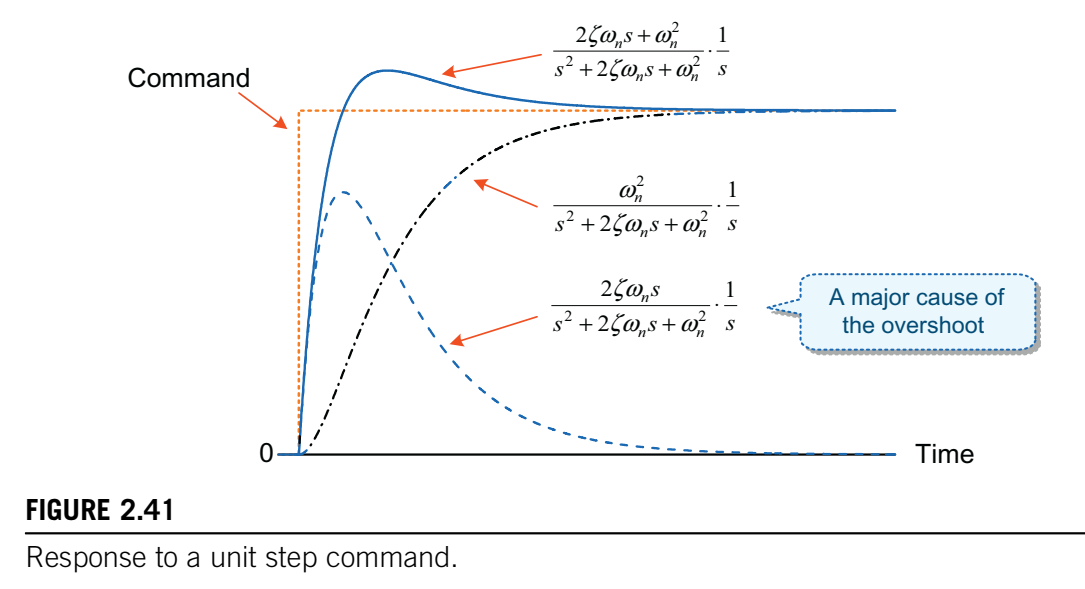 \frac{2\zeta\omega_n s + \omega_n^2}{s^2 + 2\zeta\omega_n s + \omega_n^2} \cdot \frac{1}{s}
Command
\frac{\omega_n^2}{s^2 + 2\zeta\omega_n s + \omega_n^2} \cdot \frac{1}{s}
\frac{2\zeta\omega_n s}{s^2 + 2\zeta\omega_n s + \omega_n^2} \cdot \frac{1}{s}
A major cause of
the overshoot
0
Time
FIGURE 2.41
Response to a unit step command.